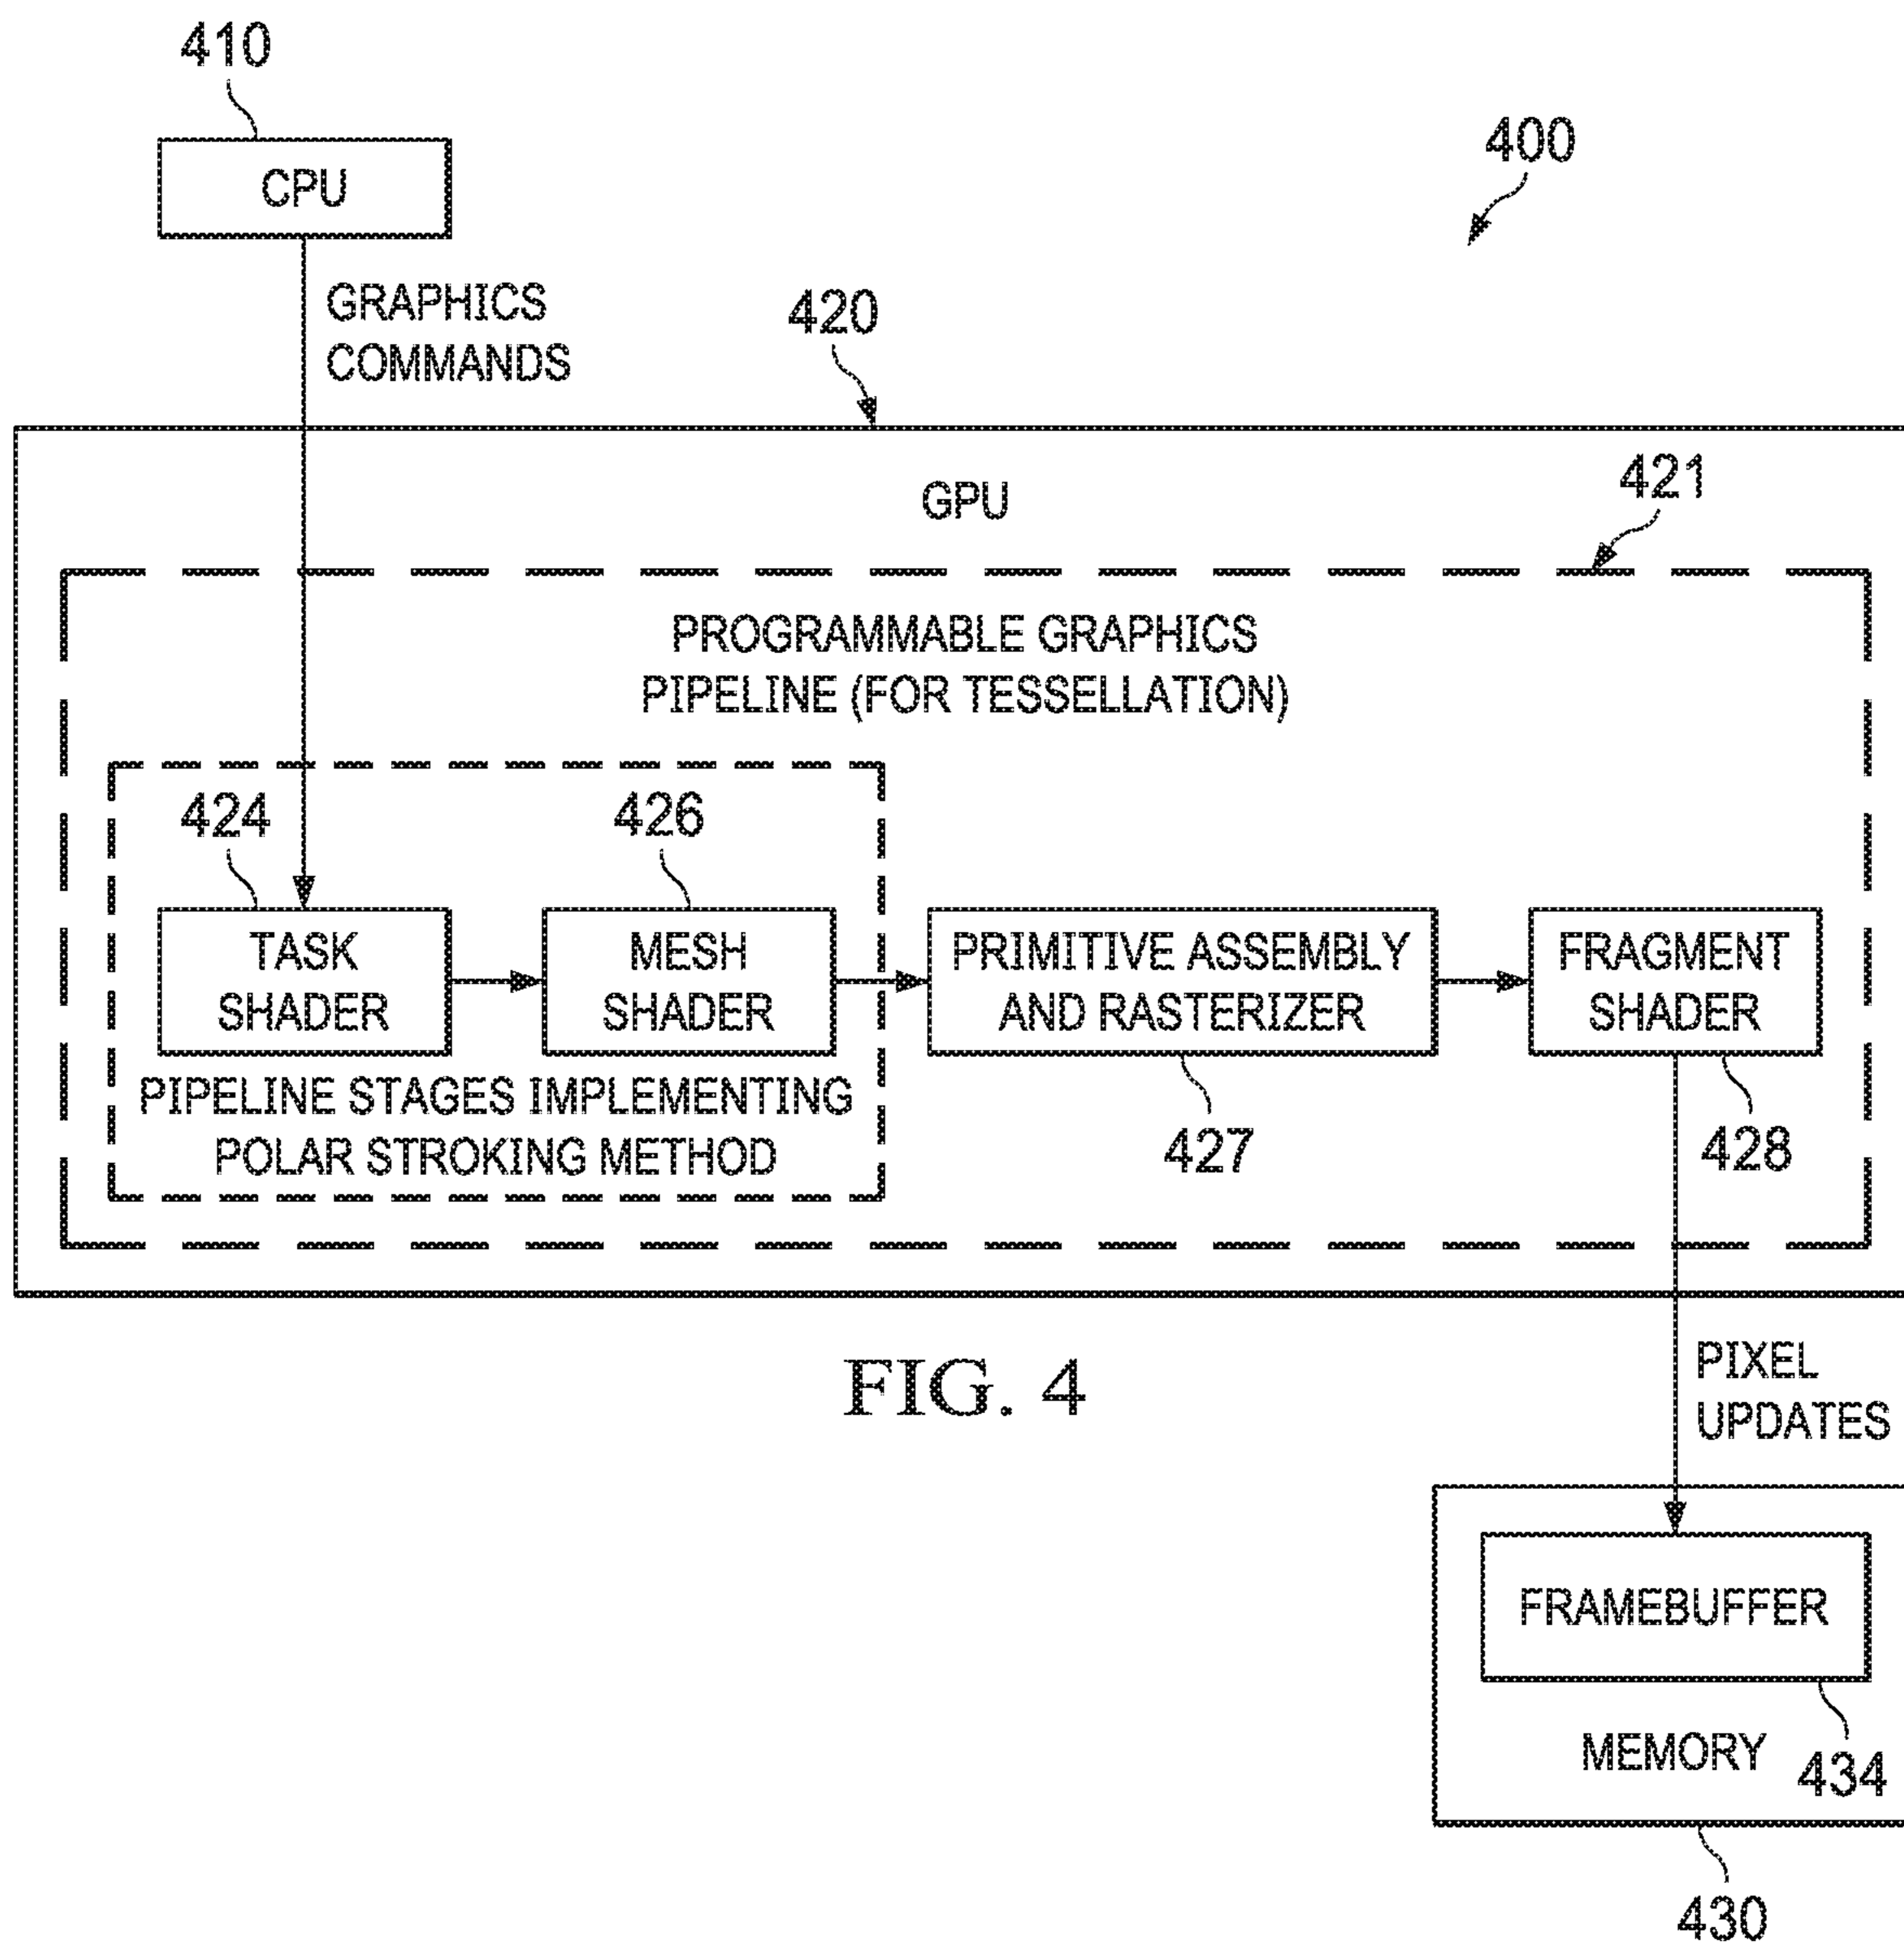 410
CPU
400
GRAPHICS
COMMANDS
420
GPU
421
PROGRAMMABLE GRAPHICS
PIPELINE (FOR TESSELLATION)
424
426
TASK
SHADER
MESH
SHADER
PRIMITIVE ASSEMBLY
AND RASTERIZER
FRAGMENT
SHADER
PIPELINE STAGES IMPLEMENTING
POLAR STROKING METHOD
427
428
FIG. 4
PIXEL
UPDATES
FRAMEBUFFER
MEMORY
434
430